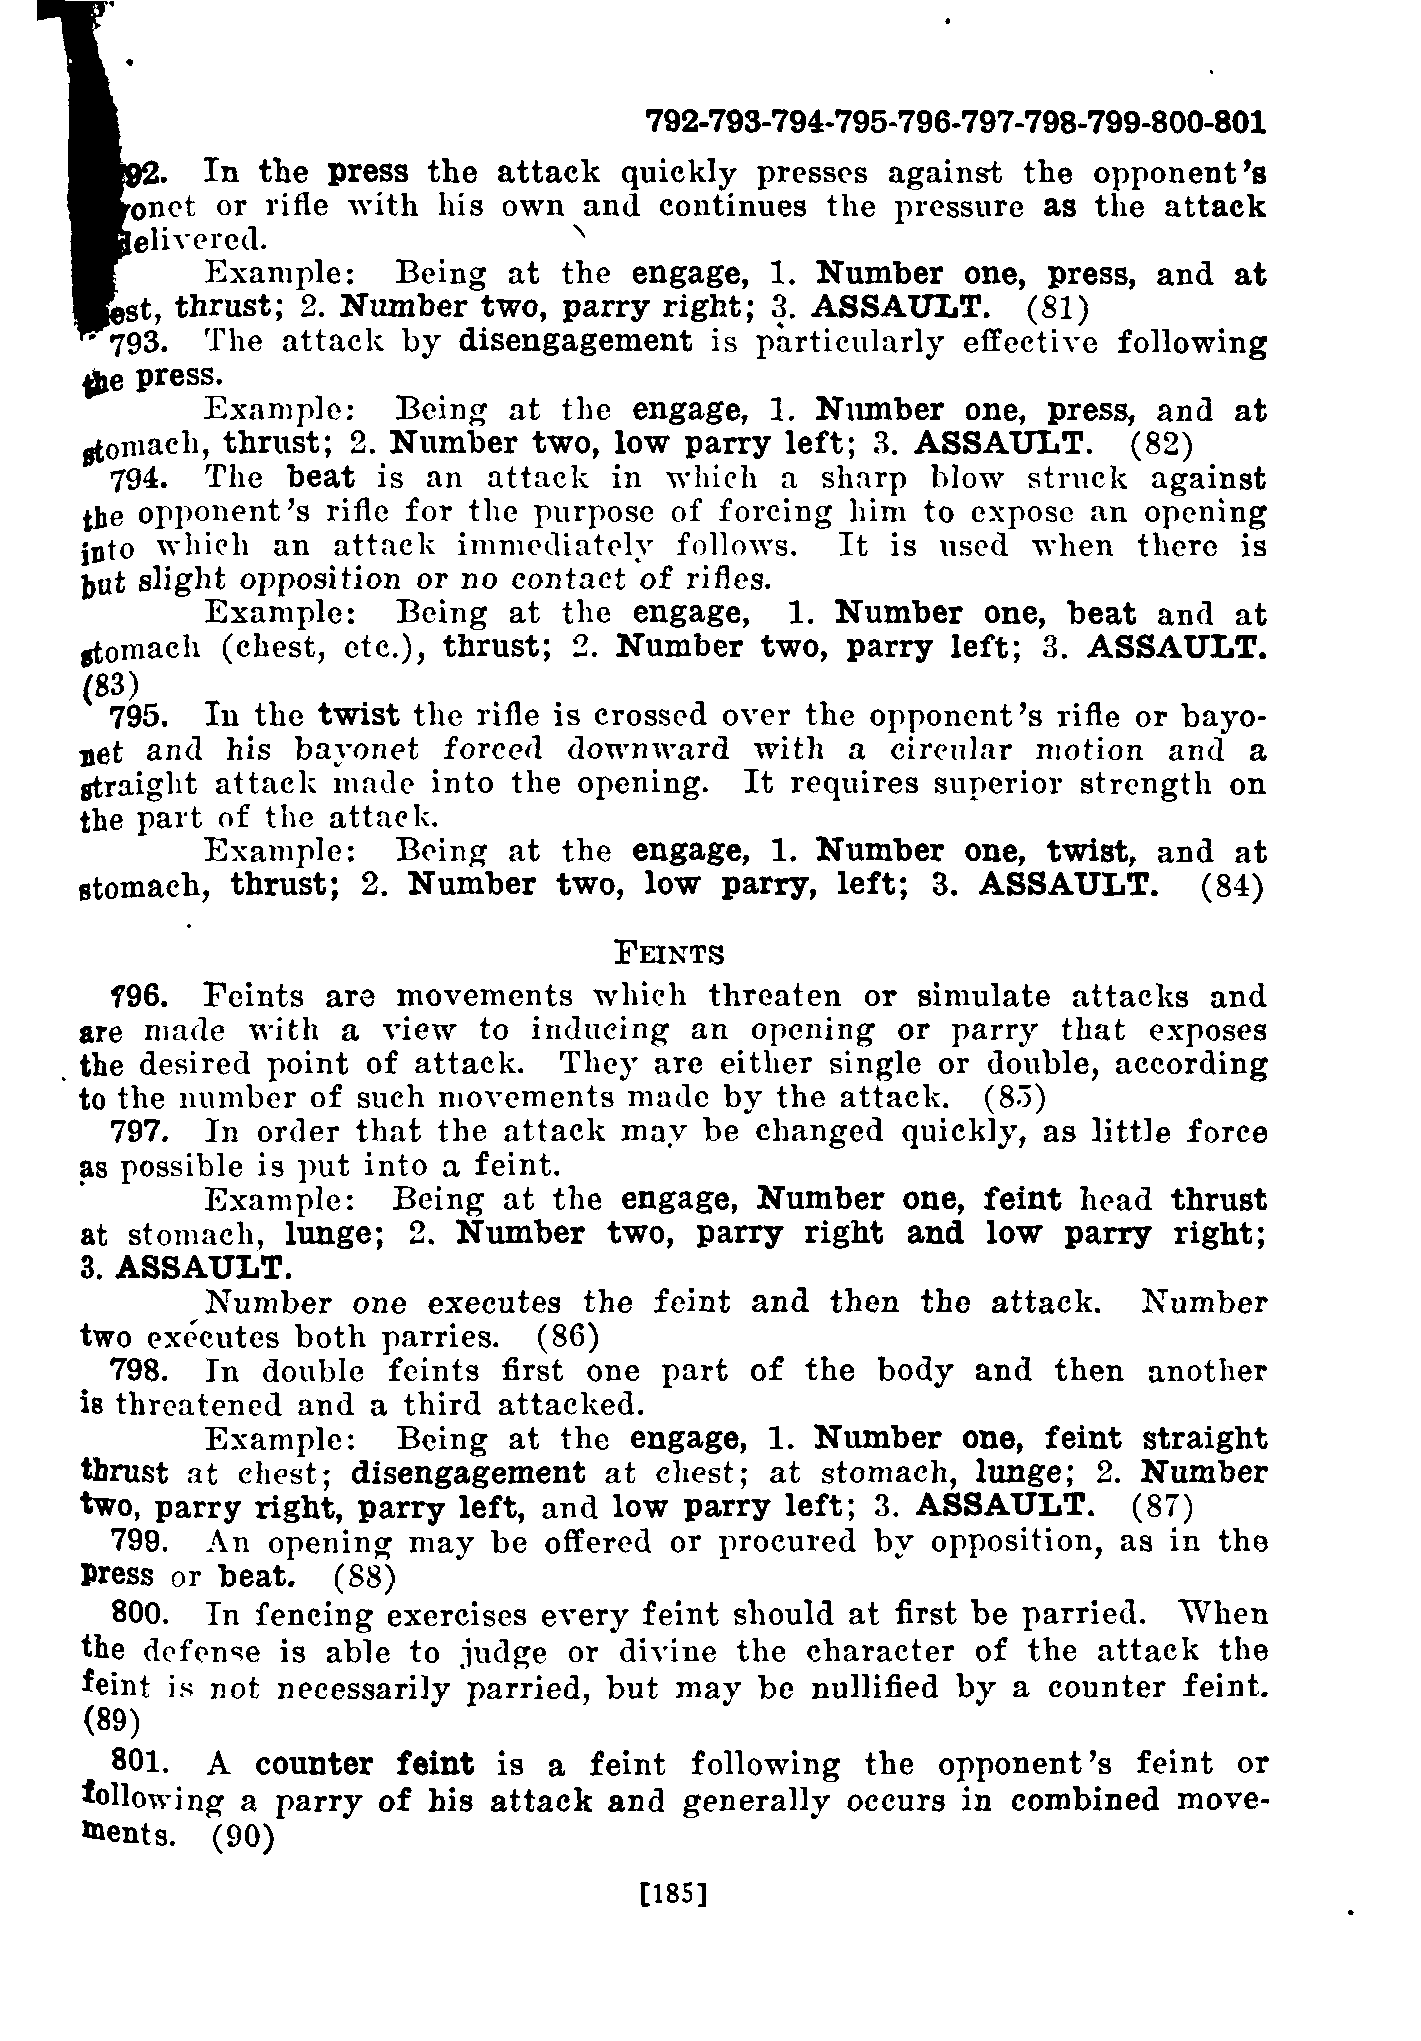 792-793-794-795-796-797-798-799-800-801
92. In the press the attack quickly presses against the opponent's
onet or rifle with his own and continues the pressure as the attack
delivered.
Example: Being at the engage, 1. Number one, press, and at
est, thrust; 2. Number two, parry right; 3. ASSAULT. (81)
793. The attack by disengagement is particularly effective following
the press.
Example: Being at the engage, 1. Number one, press, and at
stomach, thrust; 2. Number two, low parry left; 3. ASSAULT. (82)
794. The beat is an attack in which a sharp blow struck against
the opponent's rifle for the purpose of forcing him to expose an opening
into which an attack immediately follows. It is used when there is
but slight opposition or no contact of rifles.
Example: Being at the engage, 1. Number one, beat and at
stomach (chest, etc.), thrust; 2. Number two, parry left; 3. ASSAULT.
(83)
795. In the twist the rifle is crossed over the opponent's rifle or bayo-
net and his bayonet forced downward with a circular motion and a
straight attack made into the opening. It requires superior strength on
the part of the attack.
Example: Being at the engage, 1. Number one, twist, and at
stomach, thrust; 2. Number two, low parry, left; 3. ASSAULT. (84)
FEINTS
796. Feints are movements which threaten or simulate attacks and
are made with a view to inducing an opening or parry that exposes
the desired point of attack. They are either single or double, according
to the number of such movements made by the attack. (85)
797. In order that the attack may be changed quickly, as little force
as possible is put into a feint.
Example: Being at the engage, Number one, feint head thrust
at stomach, lunge; 2. Number two, parry right and low parry right;
3. ASSAULT.
Number one executes the feint and then the attack. Number
two executes both parries. (86)
798. In double feints first one part of the body and then another
is threatened and a third attacked.
Example: Being at the engage, 1. Number one, feint straight
thrust at chest; disengagement at chest; at stomach, lunge; 2. Number
two, parry right, parry left, and low parry left; 3. ASSAULT. (87)
799. An opening may be offered or procured by opposition, as in the
press or beat. (88)
800. In fencing exercises every feint should at first be parried. When
the defense is able to judge or divine the character of the attack the
feint is not necessarily parried, but may be nullified by a counter feint.
(89)
801. A counter feint is a feint following the opponent's feint or
following a parry of his attack and generally occurs in combined move-
ments. (90)
[185]